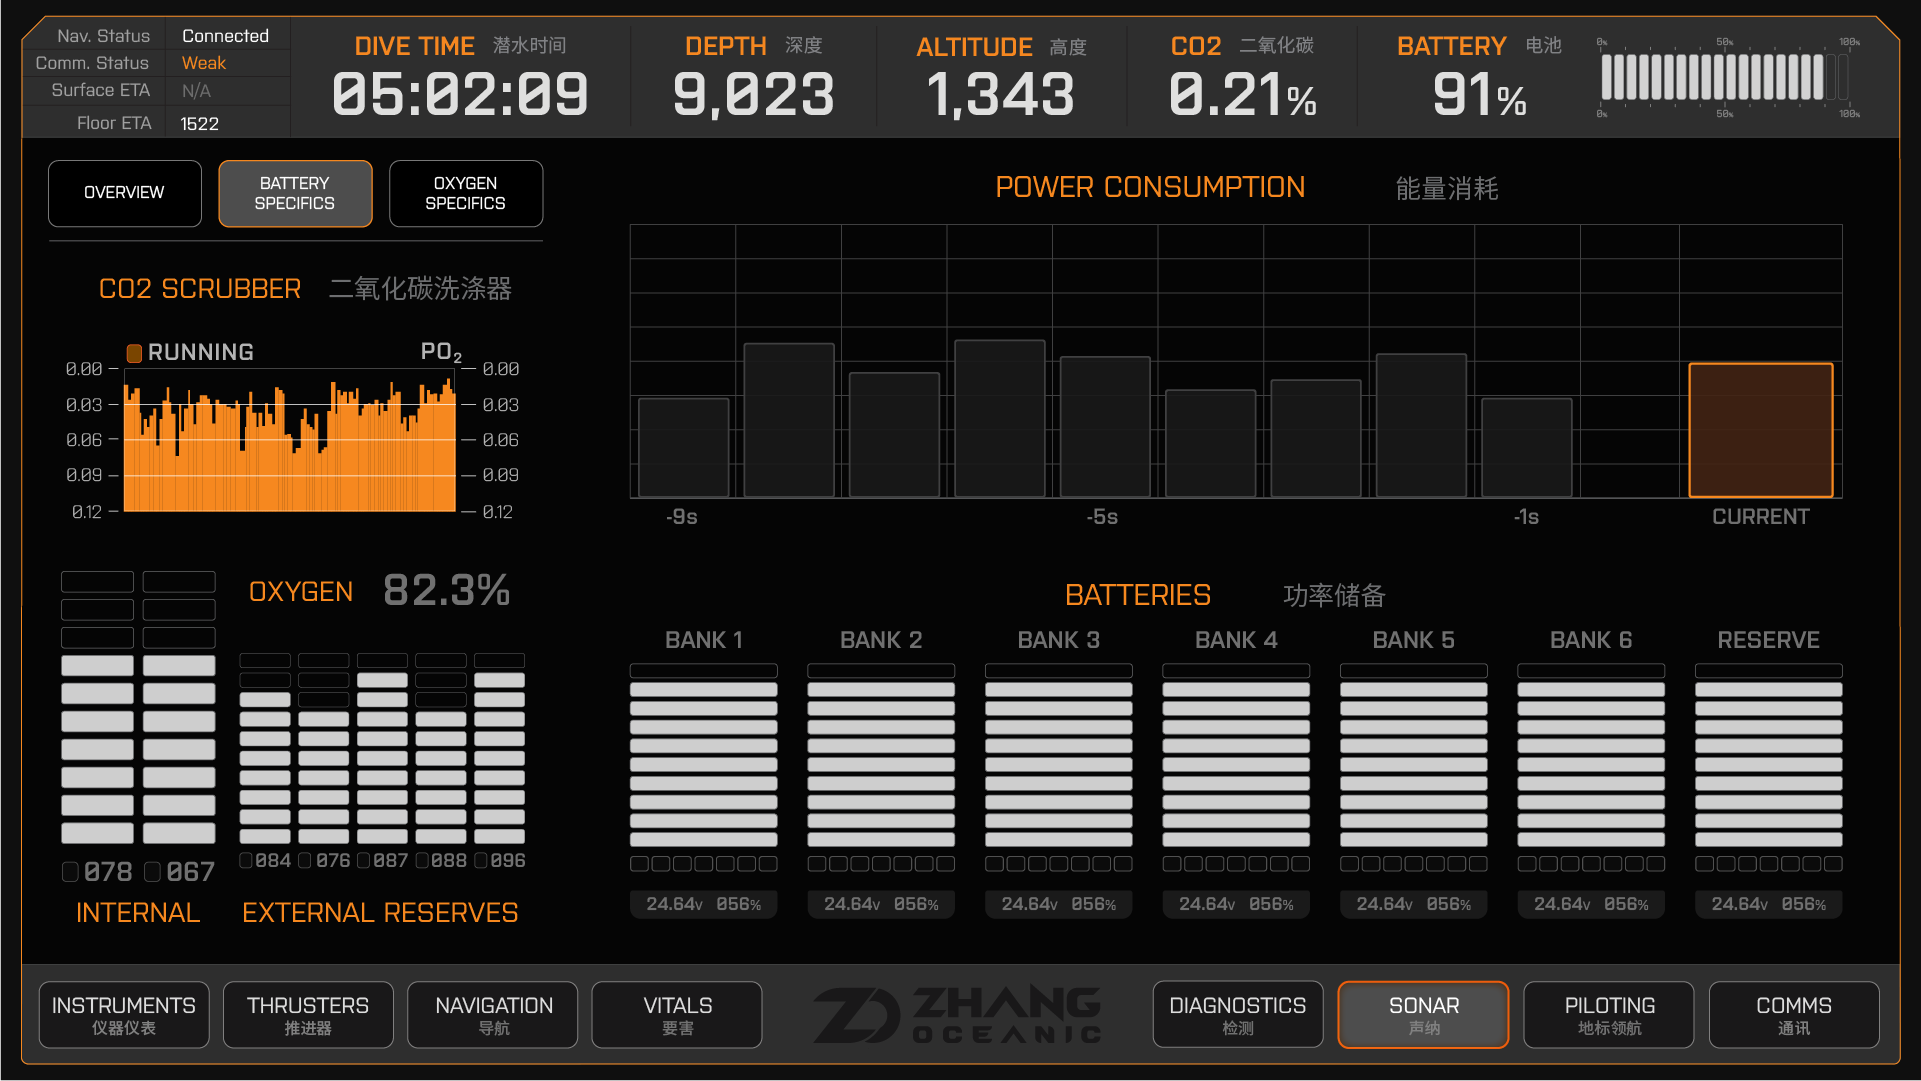 Nav. Status Connected
Comm. Status Weak
Surface ETA N/A
Floor ETA 1522
DIVE TIME 潜水时间
05:02:09
DEPTH 深度
9,023
ALTITUDE 高度
1,343
CO2 二氧化碳
0.21%
BATTERY 电池
91%
0% 50% 100%
0% 50% 100%
OVERVIEW
BATTERY
SPECIFICS
OXYGEN
SPECIFICS
CO2 SCRUBBER 二氧化碳洗涤器
RUNNING PO2
0.00 0.00
0.03 0.03
0.06 0.06
0.09 0.09
0.12 0.12
OXYGEN 82.3%
078 067
084 076 087 088 096
INTERNAL EXTERNAL RESERVES
POWER CONSUMPTION 能量消耗
-9s -5s -1s CURRENT
BATTERIES 功率储备
BANK 1 BANK 2 BANK 3 BANK 4 BANK 5 BANK 6 RESERVE
24.64v 056% 24.64v 056% 24.64v 056% 24.64v 056% 24.64v 056% 24.64v 056% 24.64v 056%
INSTRUMENTS
仪器仪表
THRUSTERS
推进器
NAVIGATION
导航
VITALS
要害
ZHANG
OCEANIC
DIAGNOSTICS
检测
SONAR
声纳
PILOTING
地标领航
COMMS
通讯